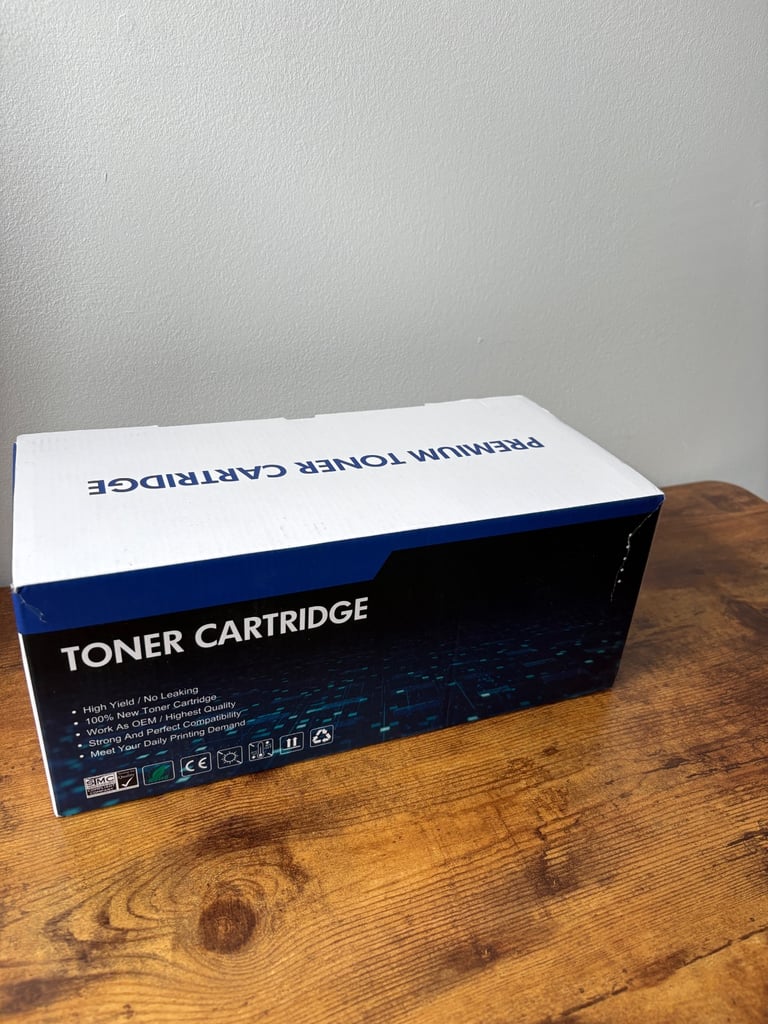 PREMIUM TONER CARTRIDGE
TONER CARTRIDGE
• High Yield / No Leaking
• 100% New Toner Cartridge
• Work As OEM / Highest Quality
• Strong And Perfect Compatibility
• Meet Your Daily Printing Demand
STMC
CE